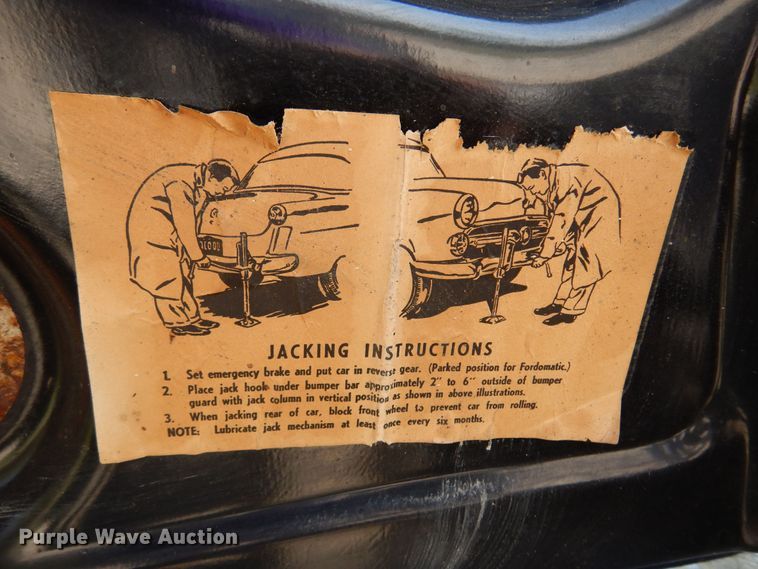 JACKING INSTRUCTIONS
1. Set emergency brake and put car in reverse gear. (Parked position for Fordomatic.)
2. Place jack hook under bumper bar approximately 2" to 6" outside of bumper
guard with jack column in vertical position as shown in above illustrations.
3. When jacking rear of car, block front wheel to prevent car from rolling.
NOTE: Lubricate jack mechanism at least once every six months.
Purple Wave Auction